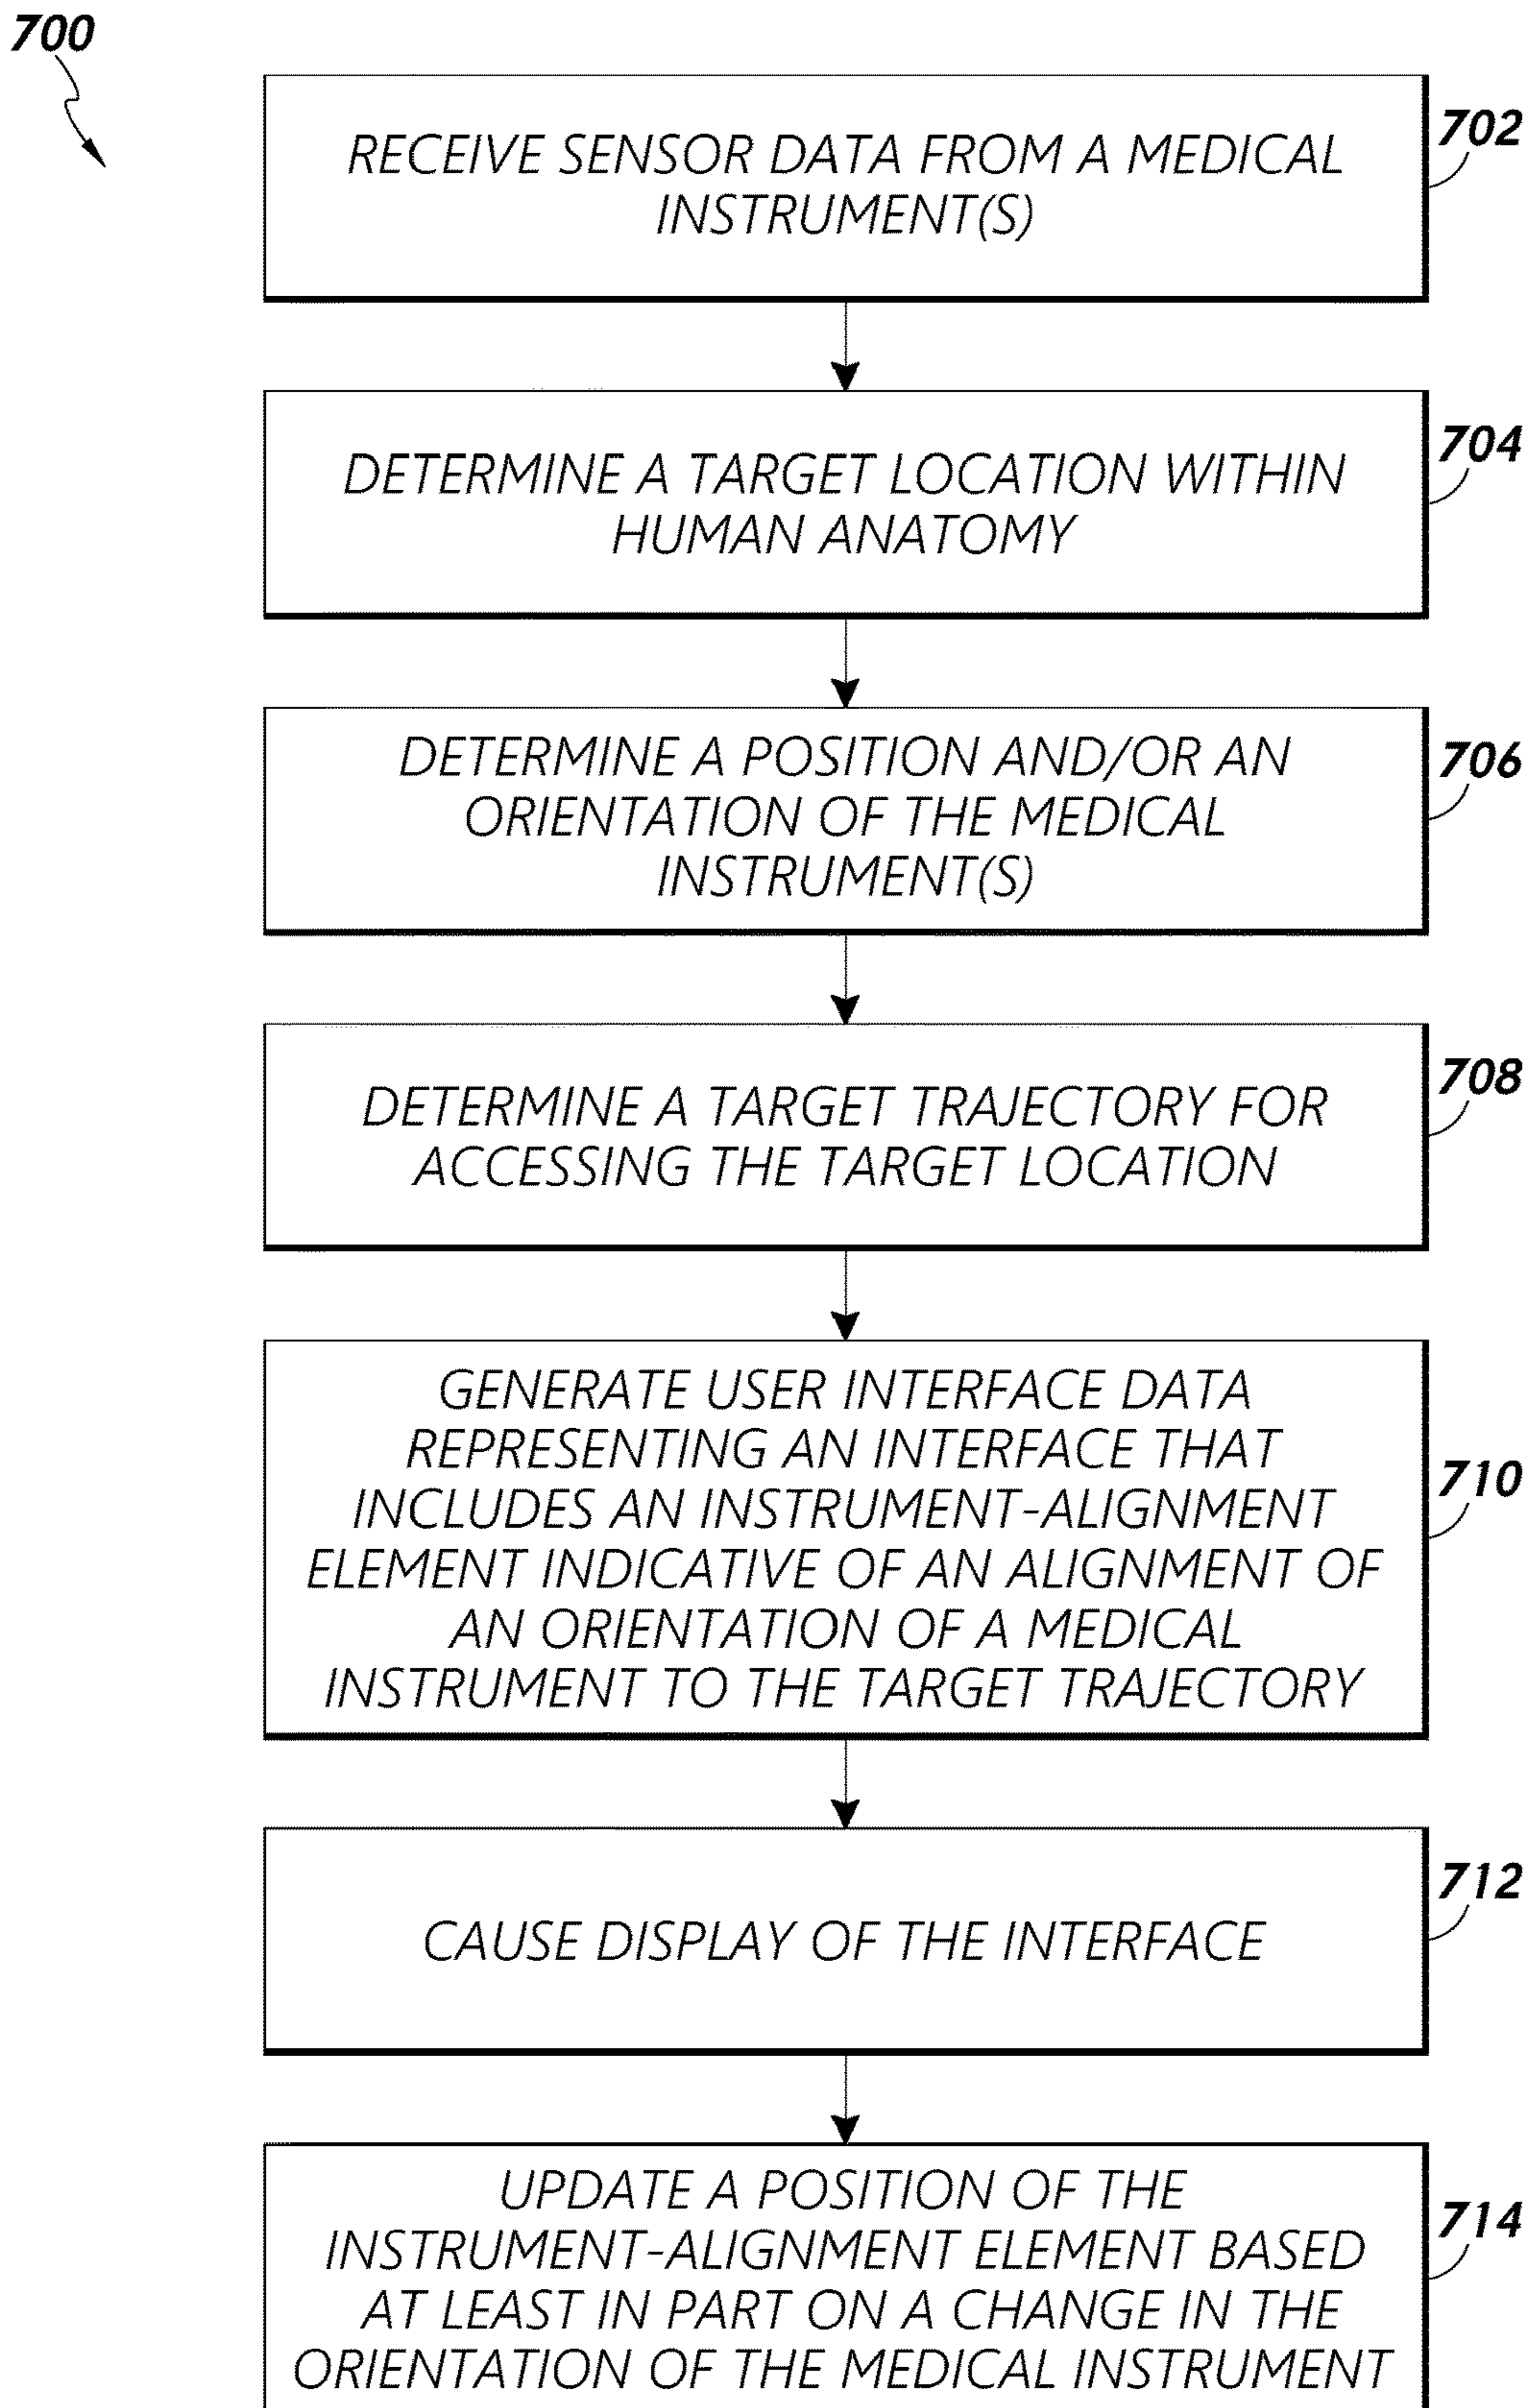 700
RECEIVE SENSOR DATA FROM A MEDICAL
INSTRUMENT(S)
702
DETERMINE A TARGET LOCATION WITHIN
HUMAN ANATOMY
704
DETERMINE A POSITION AND/OR AN
ORIENTATION OF THE MEDICAL
INSTRUMENT(S)
706
DETERMINE A TARGET TRAJECTORY FOR
ACCESSING THE TARGET LOCATION
708
GENERATE USER INTERFACE DATA
REPRESENTING AN INTERFACE THAT
INCLUDES AN INSTRUMENT-ALIGNMENT
ELEMENT INDICATIVE OF AN ALIGNMENT OF
AN ORIENTATION OF A MEDICAL
INSTRUMENT TO THE TARGET TRAJECTORY
710
CAUSE DISPLAY OF THE INTERFACE
712
UPDATE A POSITION OF THE
INSTRUMENT-ALIGNMENT ELEMENT BASED
AT LEAST IN PART ON A CHANGE IN THE
ORIENTATION OF THE MEDICAL INSTRUMENT
714